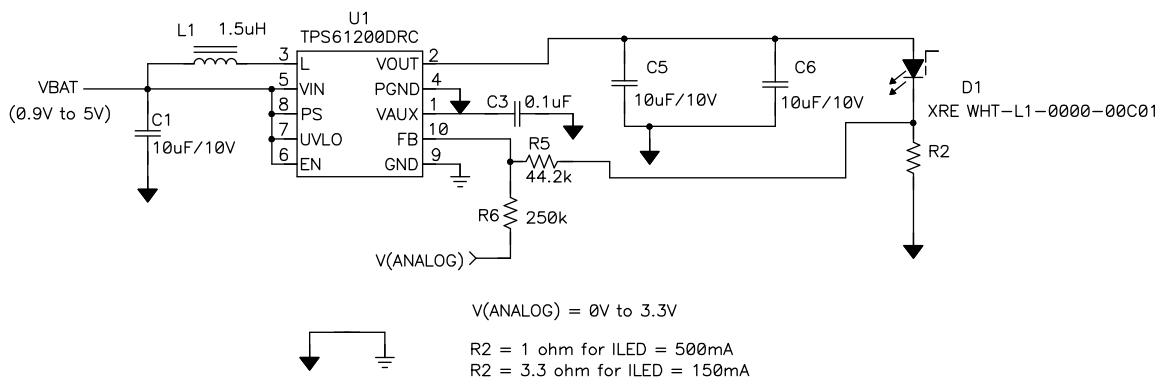 U1
L1 1.5uH TPS61200DRC
3 L VOUT 2
VBAT 5 VIN PGND 4
(0.9V to 5V) 8 PS VAUX 1 C3 0.1uF
C1 7 UVLO FB 10
10uF/10V 6 EN GND 9
C5
10uF/10V
C6
10uF/10V
D1
XRE WHT-L1-0000-00C01
R5
44.2k
R2
R6 250k
V(ANALOG)
V(ANALOG) = 0V to 3.3V
R2 = 1 ohm for ILED = 500mA
R2 = 3.3 ohm for ILED = 150mA